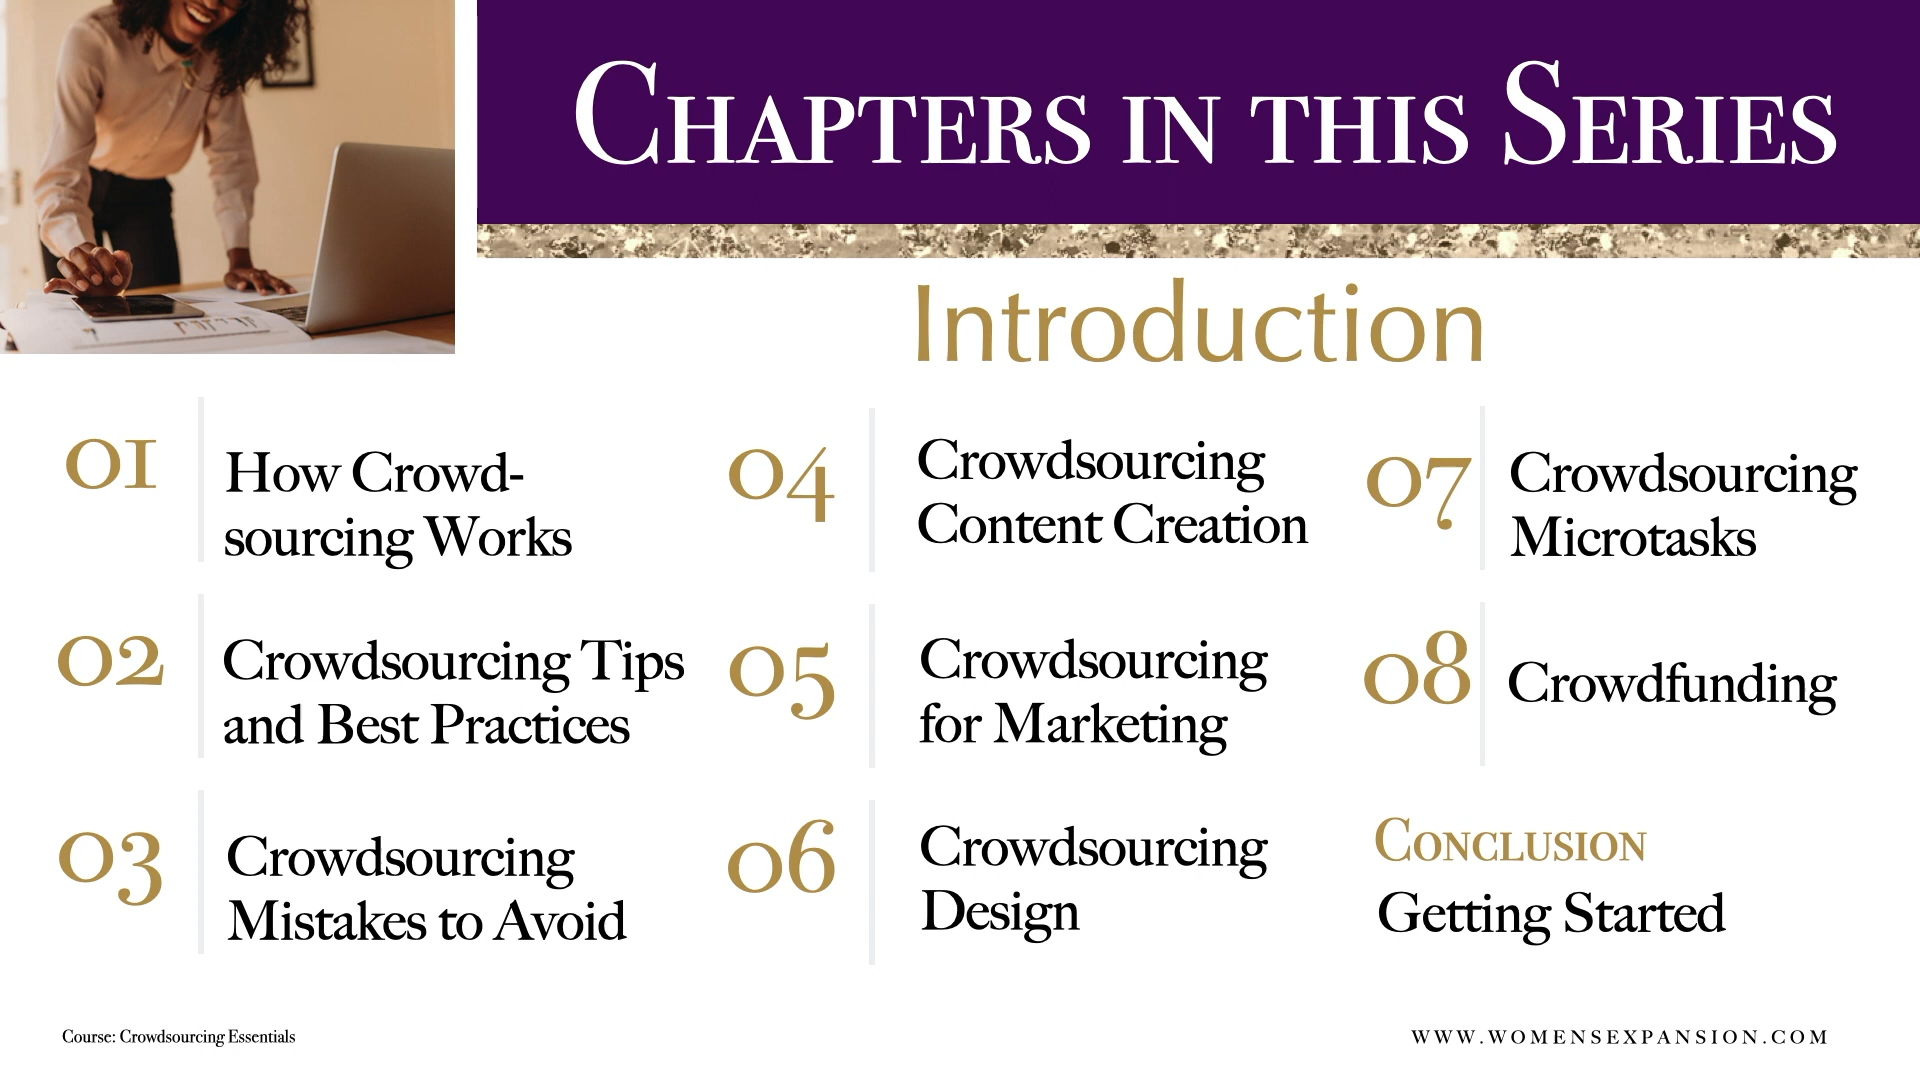 Chapters in this Series
Introduction
01
How Crowd-
sourcing Works
02
Crowdsourcing Tips
and Best Practices
03
Crowdsourcing
Mistakes to Avoid
04
Crowdsourcing
Content Creation
05
Crowdsourcing
for Marketing
06
Crowdsourcing
Design
07
Crowdsourcing
Microtasks
08
Crowdfunding
Conclusion
Getting Started
Course: Crowdsourcing Essentials
WWW.WOMENSEXPANSION.COM